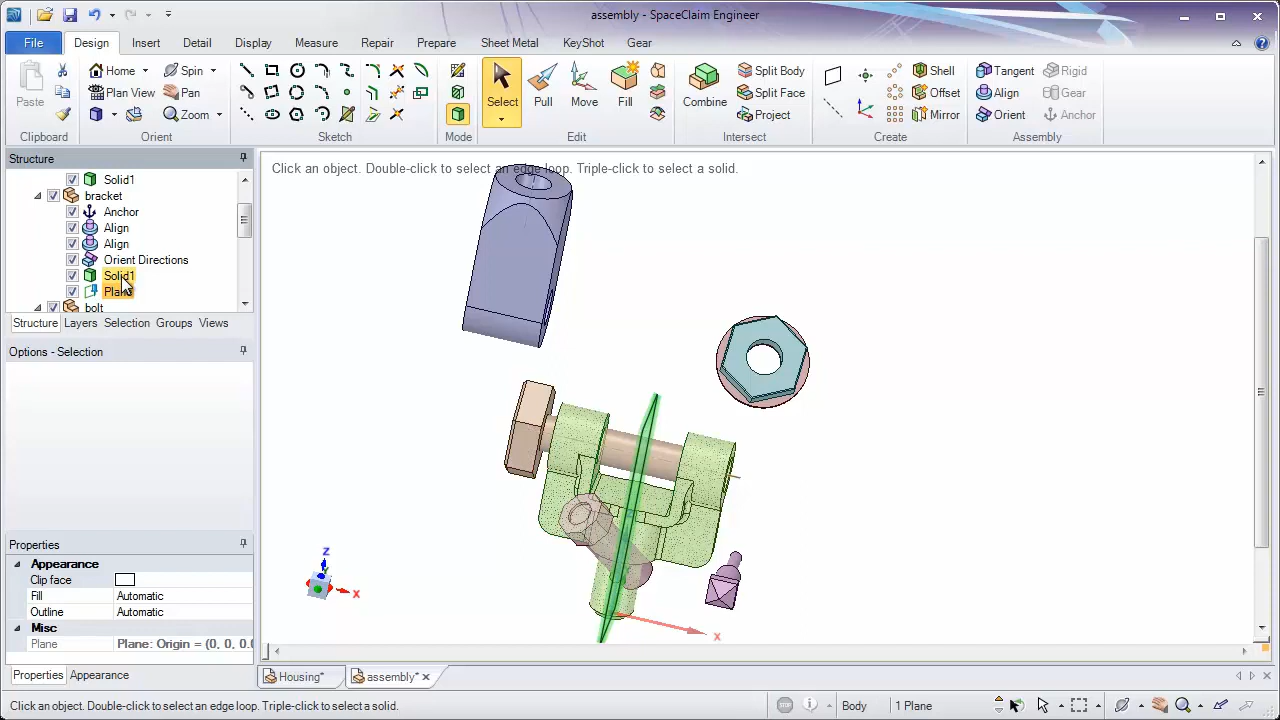 assembly - SpaceClaim Engineer
File Design Insert Detail Display Measure Repair Prepare Sheet Metal KeyShot Gear
Paste
Home Spin
Plan View Pan
Zoom
Select Pull Move Fill
Combine
Split Body
Split Face
Project
Shell
Offset
Mirror
Tangent Rigid
Align Gear
Orient Anchor
Clipboard Orient Sketch Mode Edit Intersect Create Assembly
Structure
Solid1
bracket
Anchor
Align
Align
Orient Directions
Solid1
bolt
Structure Layers Selection Groups Views
Options - Selection
Properties
Appearance
Clip face
Fill Automatic
Outline Automatic
Misc
Plane Plane: Origin = (0, 0, 0.0
Properties Appearance
Click an object. Double-click to select an edge loop. Triple-click to select a solid.
Z
X
X
Housing* assembly*
Click an object. Double-click to select an edge loop. Triple-click to select a solid.
Body 1 Plane